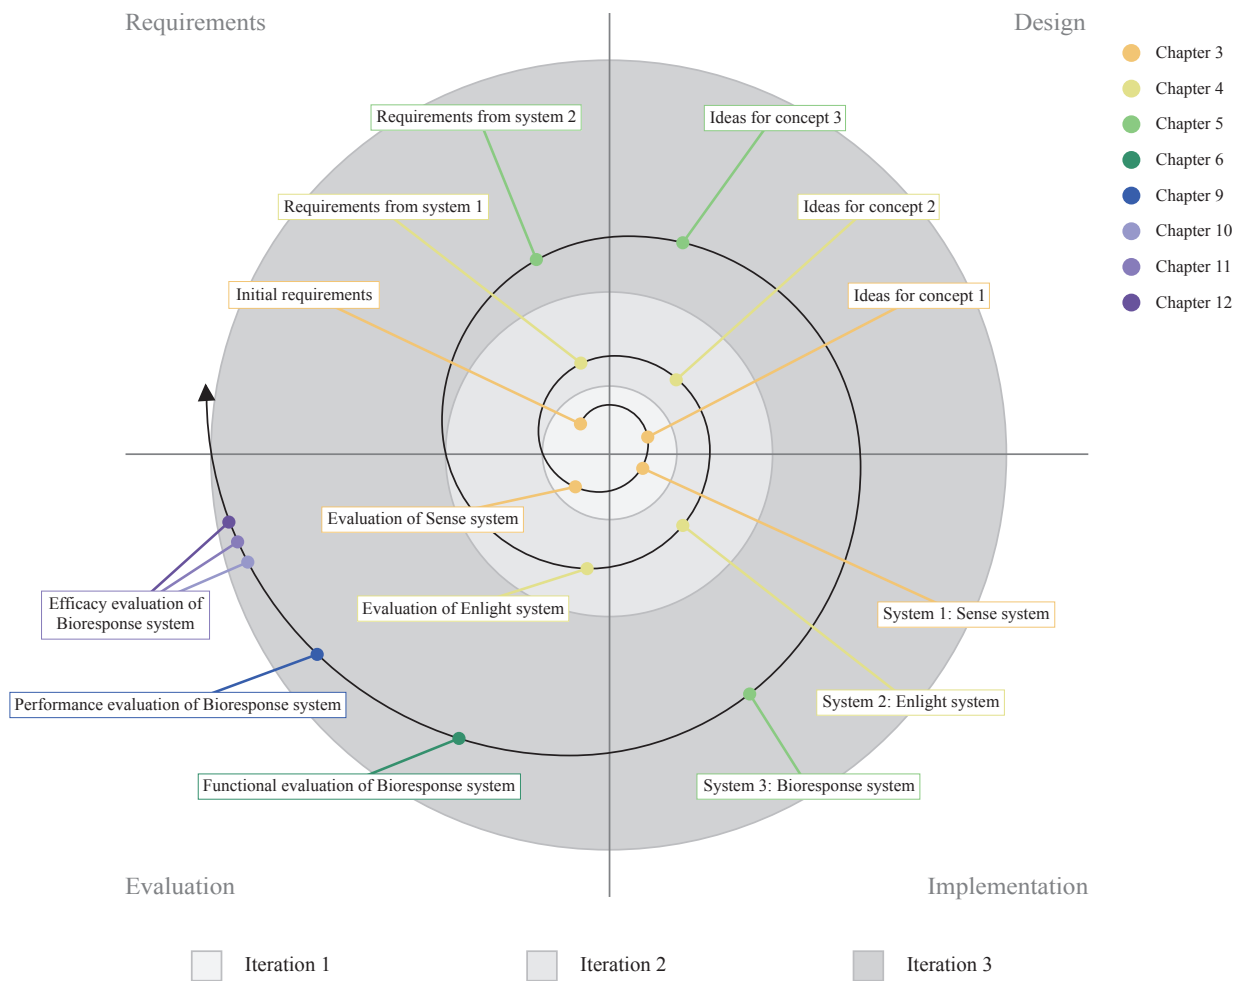 Requirements
Design
Chapter 3
Chapter 4
Chapter 5
Chapter 6
Chapter 9
Chapter 10
Chapter 11
Chapter 12
Requirements from system 2
Ideas for concept 3
Requirements from system 1
Ideas for concept 2
Initial requirements
Ideas for concept 1
Evaluation of Sense system
Efficacy evaluation of
Bioresponse system
Evaluation of Enlight system
System 1: Sense system
Performance evaluation of Bioresponse system
System 2: Enlight system
Functional evaluation of Bioresponse system
System 3: Bioresponse system
Evaluation
Implementation
Iteration 1
Iteration 2
Iteration 3